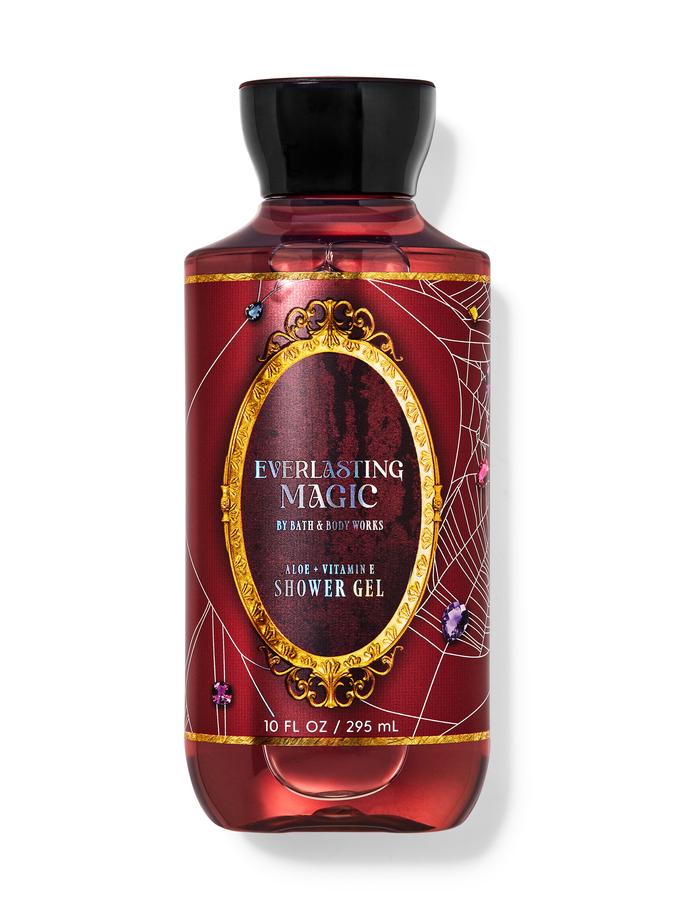 EVERLASTING
MAGIC
BY BATH & BODY WORKS
ALOE + VITAMIN E
SHOWER GEL
10 FL OZ / 295 mL